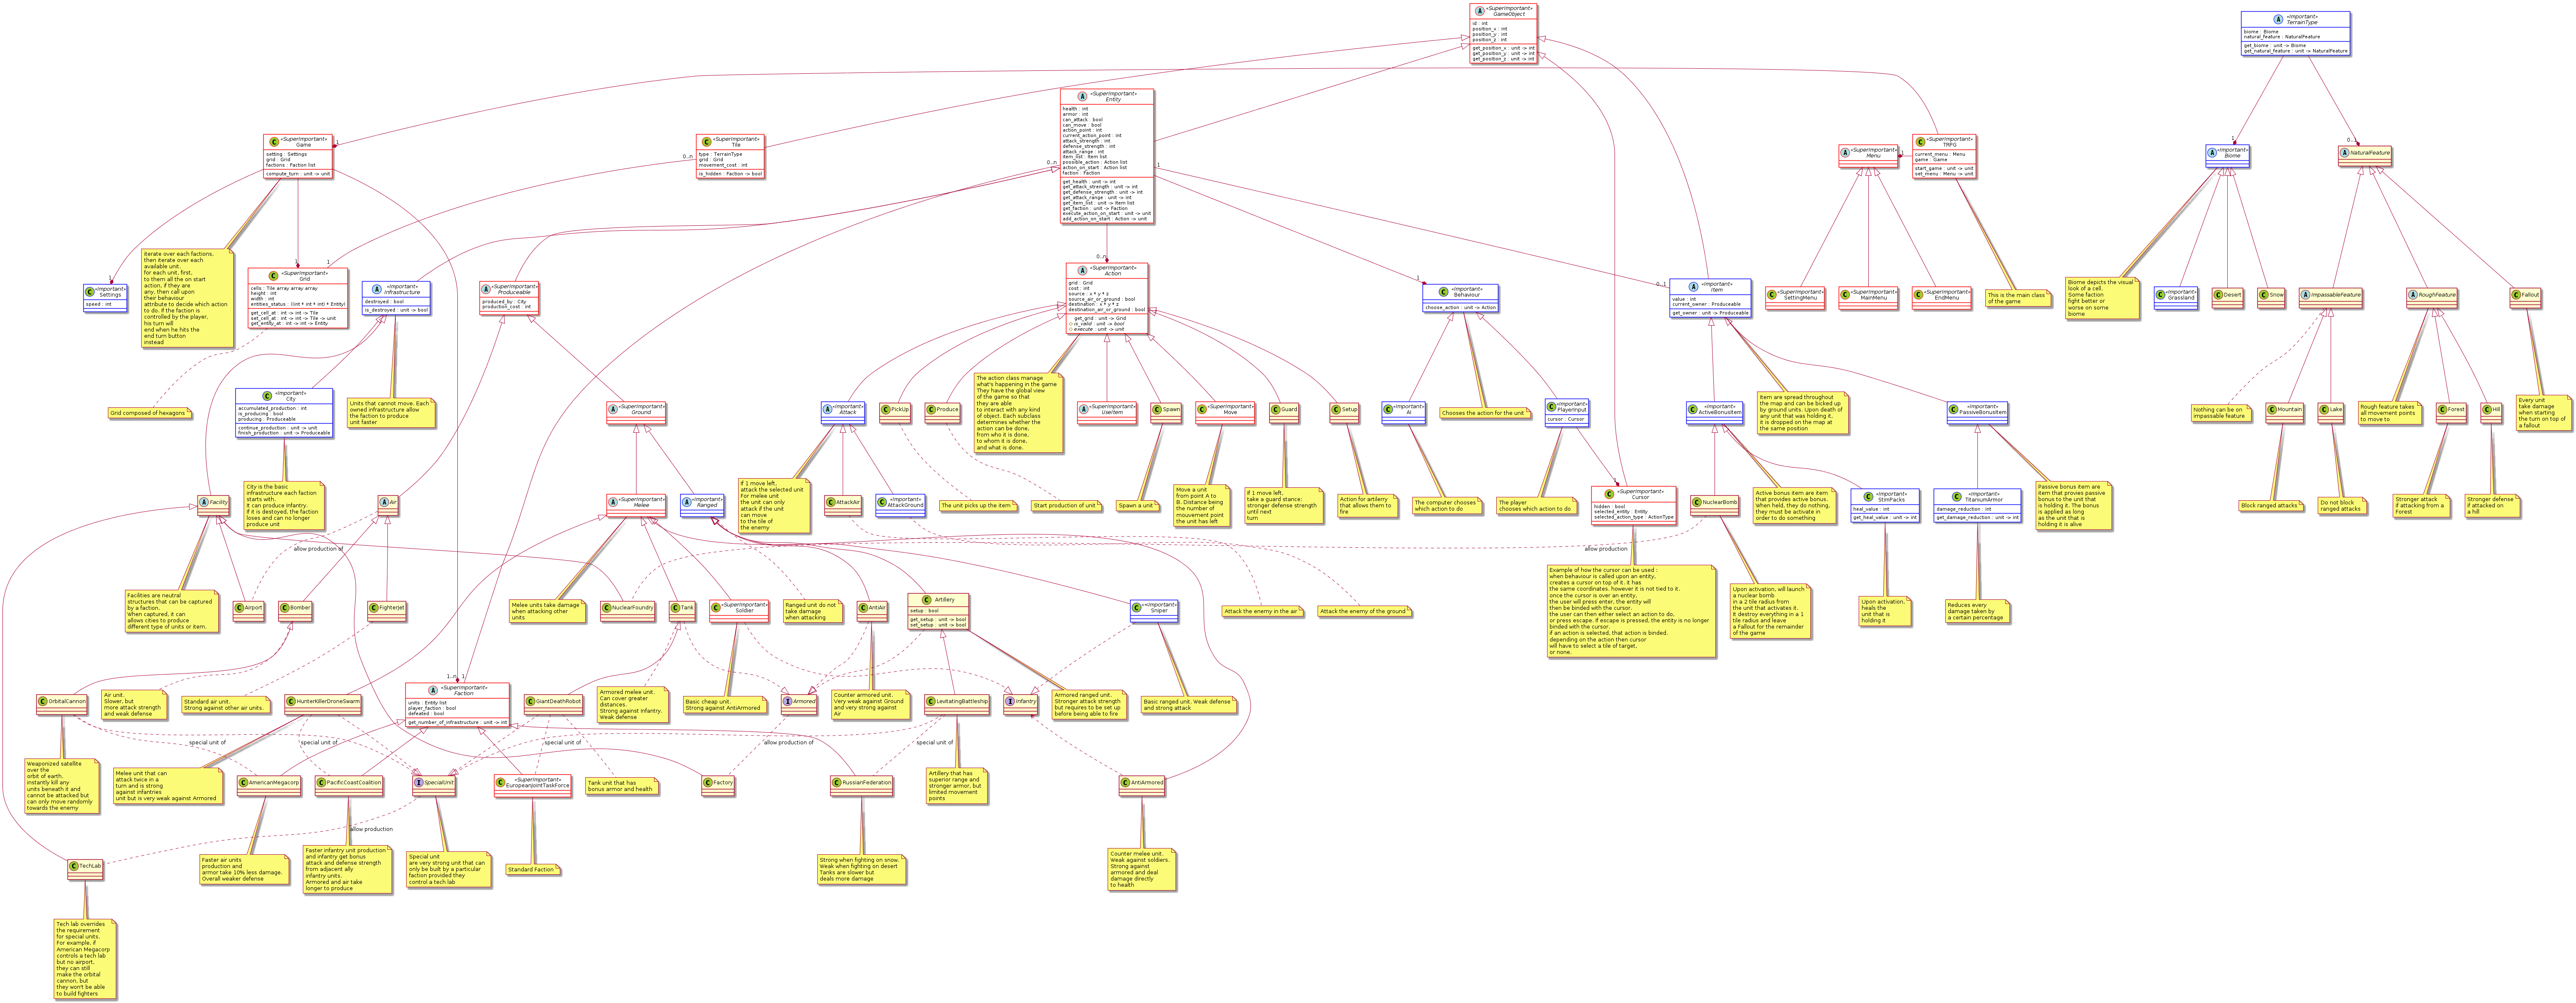 «SuperImportant»
GameObject
id : int
position_x : int
position_y : int
position_z : int
get_position_x : unit -> int
get_position_y : unit -> int
get_position_z : unit -> int
«Important»
TerrainType
biome : Biome
natural_feature : NaturalFeature
get_biome : unit -> Biome
get_natural_feature : unit -> NaturalFeature
«SuperImportant»
Entity
health : int
armor : int
can_attack : bool
can_move : bool
action_point : int
current_action_point : int
attack_strength : int
defense_strength : int
attack_range : int
item_list : Item list
possible_action : Action list
action_on_start : Action list
faction : Faction
get_health : unit -> int
get_attack_strength : unit -> int
get_defense_strength : unit -> int
get_attack_range : unit -> int
get_item_list : unit -> Item list
get_faction : unit -> Faction
execute_action_on_start : unit -> unit
add_action_on_start : Action -> unit
«SuperImportant»
Game
setting : Settings
grid : Grid
factions : Faction list
compute_turn : unit -> unit
1
«SuperImportant»
Tile
type : TerrainType
grid : Grid
movement_cost : int
is_hidden : Faction -> bool
0..n
0..n
1
«SuperImportant»
Menu
1
«SuperImportant»
TRPG
current_menu : Menu
game : Game
start_game : unit -> unit
set_menu : Menu -> unit
1
«Important»
Biome
0..1
NaturalFeature
1
«Important»
Settings
speed : int
iterate over each factions,
then iterate over each
available unit.
for each unit, first,
to them all the on start
action, if they are
any, then call upon
their behaviour
attribute to decide which action
to do. If the faction is
controlled by the player,
his turn will
end when he hits the
end turn button
instead
1
1
«SuperImportant»
Grid
cells : Tile array array array
height : int
width : int
entities_status : ((int * int * int) * Entity)
get_cell_at : int -> int -> Tile
set_cell_at : int -> int -> Tile -> unit
get_entity_at : int -> int -> Entity
«Important»
Infrastructure
destroyed : bool
is_destroyed : unit -> bool
«SuperImportant»
Produceable
produced_by : City
production_cost : int
0..n
«SuperImportant»
Action
grid : Grid
cost : int
source : x * y * z
source_air_or_ground : bool
destination : x * y * z
destination_air_or_ground : bool
get_grid : unit -> Grid
is_valid : unit -> bool
execute : unit -> unit
1
«Important»
Behaviour
choose_action : unit -> Action
0..1
«Important»
Item
value : int
current_owner : Produceable
get_owner : unit -> Produceable
«SuperImportant»
SettingMenu
«SuperImportant»
MainMenu
«SuperImportant»
EndMenu
This is the main class
of the game
Biome depicts the visual
look of a cell.
Some faction
fight better or
worse on some
biome
«Important»
Grassland
Desert
Snow
ImpassableFeature
RoughFeature
Fallout
Grid composed of hexagons
«Important»
City
accumulated_production : int
is_producing : bool
producing : Produceable
continue_production : unit -> unit
finish_production : unit -> Produceable
Units that cannot move. Each
owned infrastructure allow
the faction to produce
unit faster
«SuperImportant»
Ground
«Important»
Attack
PickUp
Produce
The action class manage
what's happening in the game
They have the global view
of the game so that
they are able
to interact with any kind
of object. Each subclass
determines whether the
action can be done,
from who it is done,
to whom it is done,
and what is done.
«SuperImportant»
UseItem
Spawn
«SuperImportant»
Move
Guard
Setup
«Important»
AI
Chooses the action for the unit
«Important»
PlayerInput
cursor : Cursor
«Important»
ActiveBonusItem
Item are spread throughout
the map and can be bicked up
by ground units. Upon death of
any unit that was holding it.
it is dropped on the map at
the same position
«Important»
PassiveBonusItem
Nothing can be on
impassable feature
Mountain
Lake
Rough feature takes
all movement points
to move to
Forest
Hill
Every unit
take damage
when starting
the turn on top of
a fallout
Facility
City is the basic
infrastructure each faction
starts with.
It can produce infantry.
If it is destoyed, the faction
loses and can no longer
produce unit
Air
«SuperImportant»
Melee
«Important»
Ranged
If 1 move left,
attack the selected unit
For melee unit
the unit can only
attack if the unit
can move
to the tile of
the enemy
AttackAir
«Important»
AttackGround
The unit picks up the item
Start production of unit
Spawn a unit
Move a unit
from point A to
B. Distance being
the number of
mouvement point
the unit has left
If 1 move left,
take a guard stance:
stronger defense strength
until next
turn
Action for artilerry
that allows them to
fire
The computer chooses
which action to do
The player
chooses which action to do
1
«SuperImportant»
Cursor
hidden : bool
selected_entity : Entity
selected_action_type : ActionType
NuclearBomb
Active bonus item are item
that provides active bonus.
When held, they do nothing,
they must be activate in
order to do something
«Important»
StimPacks
heal_value : int
get_heal_value : unit -> int
«Important»
TitaniumArmor
damage_reduction : int
get_damage_reduction : unit -> int
Passive bonus item are
item that provies passive
bonus to the unit that
is holding it. The bonus
is applied as long
as the unit that is
holding it is alive
Block ranged attacks
Do not block
ranged attacks
Stronger attack
if attacking from a
Forest
Stronger defense
if attacked on
a hill
allow production of
allow production
Facilities are neutral
structures that can be captured
by a faction.
When captured, it can
allows cities to produce
different type of units or item.
Airport
Bomber
FighterJet
Melee units take damage
when attacking other
units
NuclearFoundry
Tank
«SuperImportant»
Soldier
Ranged unit do not
take damage
when attacking
AntiAir
Artillery
setup : bool
get_setup : unit -> bool
set_setup : unit -> bool
«<Important»
Sniper
Attack the enemy in the air
Attack the enemy of the ground
Example of how the cursor can be used :
when behaviour is called upon an entity,
creates a cursor on top of it. it has
the same coordinates. however it is not tied to it.
once the cursor is over an entity,
the user will press enter, the entity will
then be binded with the cursor.
the user can then either select an action to do,
or press escape. if escape is pressed, the entity is no longer
binded with the cursor.
if an action is selected, that action is binded.
depending on the action then cursor
will have to select a tile of target.
or none.
Upon activation, will launch
a nuclear bomb
in a 2 tile radius from
the unit that activates it.
It destroy everything in a 1
tile radius and leave
a Fallout for the remainder
of the game
Upon activation,
heals the
unit that is
holding it
Reduces every
damage taken by
a certain percentage
OrbitalCannon
Air unit.
Slower, but
more attack strength
and weak defense
Standard air unit.
Strong against other air units.
HunterKillerDroneSwarm
1..n
1
«SuperImportant»
Faction
units : Entity list
player_faction : bool
defeated : bool
get_number_of_infrastructure : unit -> int
GiantDeathRobot
Armored melee unit.
Can cover greater
distances.
Strong against Infantry.
Weak defense
Basic cheap unit.
Strong against AntiArmored
Armored
Counter armored unit.
Very weak against Ground
and very strong against
Air
LevitatingBattleship
Infantry
Armored ranged unit.
Stronger attack strength
but requires to be set up
before being able to fire
Basic ranged unit. Weak defense
and strong attack
special unit of
special unit of
special unit of
allow production of
special unit of
Weaponized satellite
over the
orbit of earth.
instantly kill any
units beneath it and
cannot be attacked but
can only move randomly
towards the enemy
Melee unit that can
attack twice in a
turn and is strong
against infantries
unit but is very weak against Armored
AmericanMegacorp
PacificCoastCoalition
SpecialUnit
«SuperImportant»
EuropeanJointTaskForce
Tank unit that has
bonus armor and health
Factory
RussianFederation
Artillery that has
superior range and
stronger armor, but
limited movement
points
AntiArmored
allow production
TechLab
Faster air units
production and
armor take 10% less damage.
Overall weaker defense
Faster infantry unit production
and infantry get bonus
attack and defense strength
from adjacent ally
infantry units.
Armored and air take
longer to produce
Special unit
are very strong unit that can
only be built by a particular
faction provided they
control a tech lab
Standard Faction
Strong when fighting on snow.
Weak when fighting on desert
Tanks are slower but
deals more damage
Counter melee unit.
Weak against soldiers.
Strong against
armored and deal
damage directly
to health
Tech lab overrides
the requirement
for special units.
For example, if
American Megacorp
controls a tech lab
but no airport,
they can still
make the orbital
cannon, but
they won't be able
to build fighters